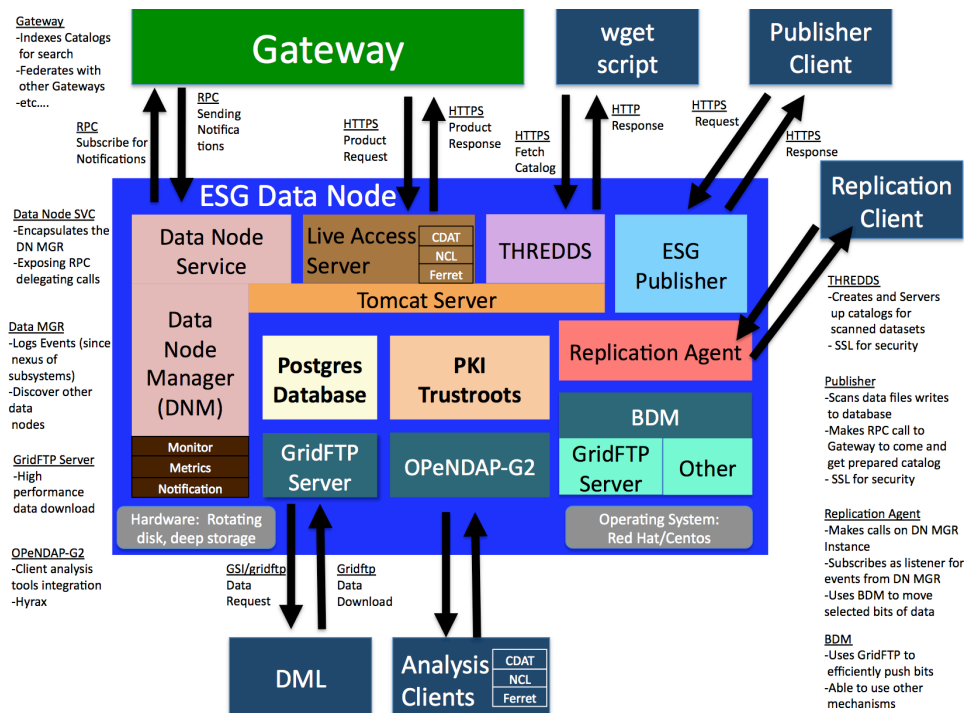 Gateway
-Indexes Catalogs
for search
-Federates with
other Gateways
-etc....
Gateway
wget
script
Publisher
Client
RPC
Subscribe for
Notifications
RPC
Sending
Notifica
tions
HTTPS
Product
Request
HTTPS
Product
Response
HTTPS
Fetch
Catalog
HTTP
Response
HTTPS
Request
HTTPS
Response
Replication
Client
ESG Data Node
Data Node
Service
Live Access
Server
CDAT
NCL
Ferret
THREDDS
ESG
Publisher
Tomcat Server
Data
Node
Manager
(DNM)
Monitor
Metrics
Notification
Postgres
Database
PKI
Trustroots
Replication Agent
GridFTP
Server
OPeNDAP-G2
BDM
GridFTP
Server
Other
Hardware: Rotating
disk, deep storage
Operating System:
Red Hat/Centos
Data Node SVC
-Encapsulates the
DN MGR
-Exposing RPC
delegating calls
Data MGR
-Logs Events (since
nexus of
subsystems)
-Discover other
data
nodes
GridFTP Server
-High
performance
data download
OPeNDAP-G2
-Client analysis
tools integration
-Hyrax
THREDDS
-Creates and Servers
up catalogs for
scanned datasets
- SSL for security
Publisher
-Scans data files writes
to database
-Makes RPC call to
Gateway to come and
get prepared catalog
- SSL for security
Replication Agent
-Makes calls on DN MGR
Instance
-Subscribes as listener for
events from DN MGR
-Uses BDM to move
selected bits of data
BDM
-Uses GridFTP to
efficiently push bits
-Able to use other
mechanisms
GSI/gridftp
Data
Request
Gridftp
Data
Download
DML
Analysis
Clients
CDAT
NCL
Ferret